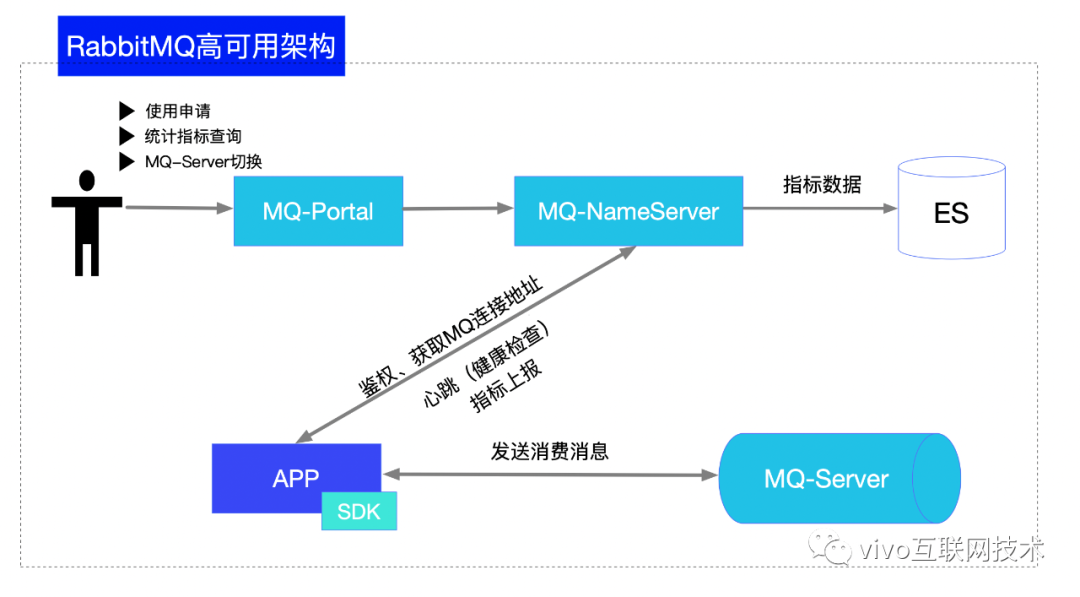 RabbitMQ高可用架构
使用申请
统计指标查询
MQ-Server切换
MQ-Portal
MQ-NameServer
指标数据
ES
鉴权、获取MQ连接地址
心跳（健康检查）
指标上报
APP
SDK
发送消费消息
MQ-Server
vivo互联网技术